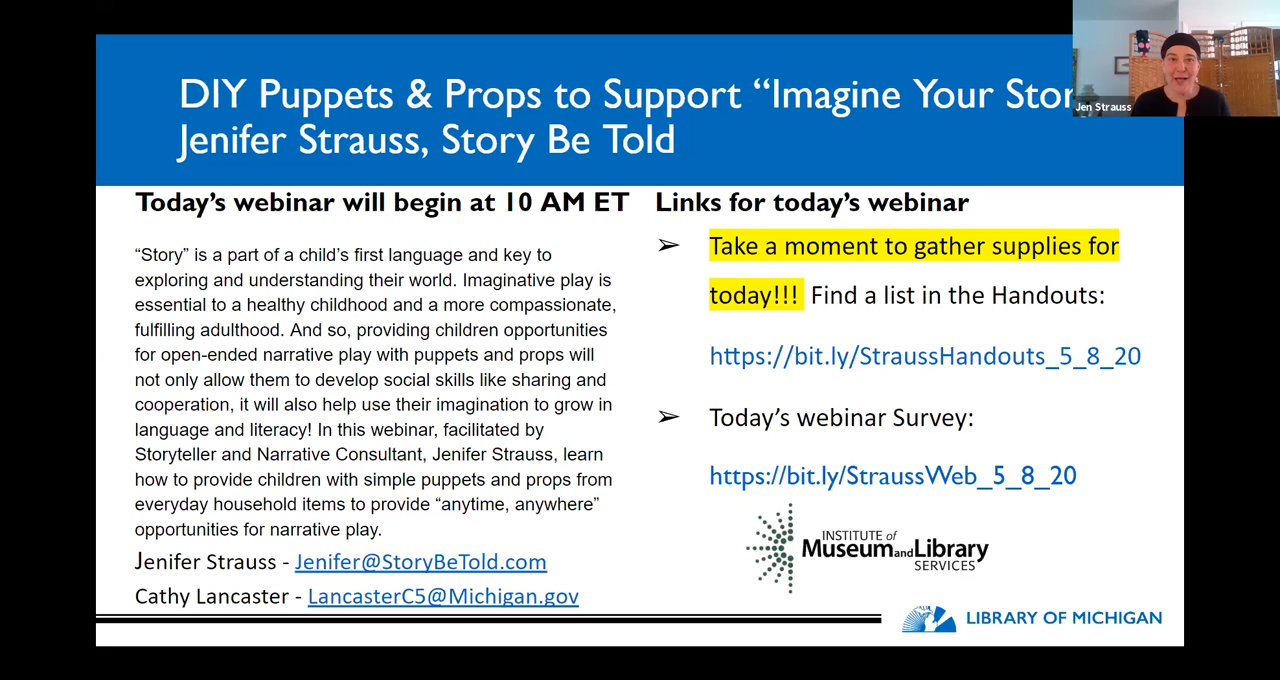 DIY Puppets & Props to Support “Imagine Your Stor
Jenifer Strauss, Story Be Told
Jen Strauss
Today’s webinar will begin at 10 AM ET
“Story” is a part of a child’s first language and key to
exploring and understanding their world. Imaginative play is
essential to a healthy childhood and a more compassionate,
fulfilling adulthood. And so, providing children opportunities
for open-ended narrative play with puppets and props will
not only allow them to develop social skills like sharing and
cooperation, it will also help use their imagination to grow in
language and literacy! In this webinar, facilitated by
Storyteller and Narrative Consultant, Jenifer Strauss, learn
how to provide children with simple puppets and props from
everyday household items to provide “anytime, anywhere”
opportunities for narrative play.
Jenifer Strauss - Jenifer@StoryBeTold.com
Cathy Lancaster - LancasterC5@Michigan.gov
Links for today’s webinar
➢ Take a moment to gather supplies for
today!!! Find a list in the Handouts:
https://bit.ly/StraussHandouts_5_8_20
➢ Today’s webinar Survey:
https://bit.ly/StraussWeb_5_8_20
INSTITUTE of
Museum and Library
SERVICES
LIBRARY OF MICHIGAN